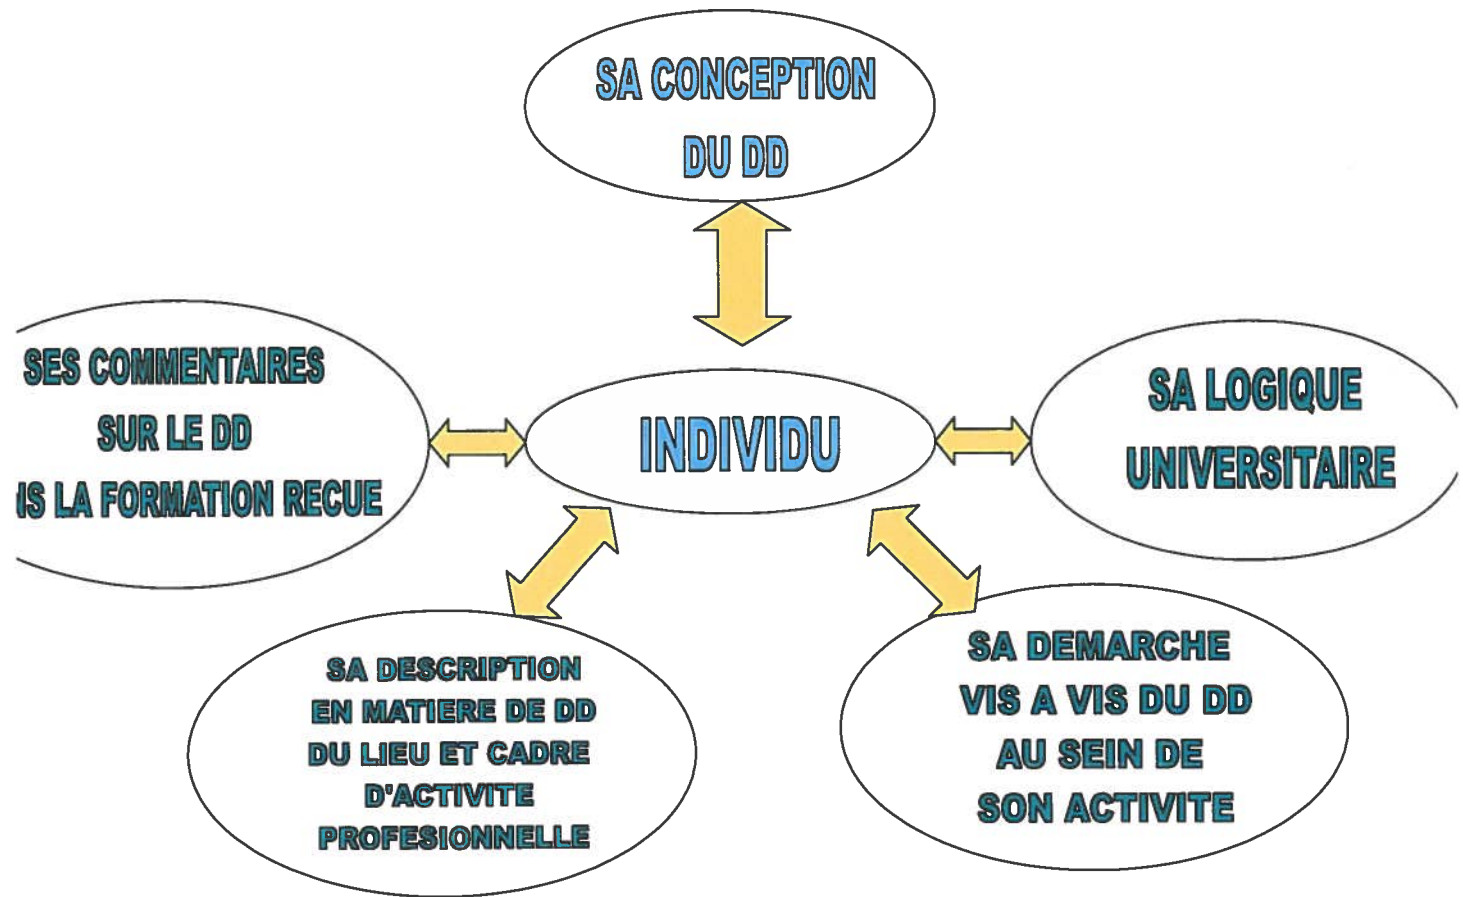 SA CONCEPTION
DU DD
SES COMMENTAIRES
SUR LE DD
LA FORMATION RECUE
INDIVIDU
SA LOGIQUE
UNIVERSITAIRE
SA DESCRIPTION
EN MATIERE DE DD
DU LIEU ET CADRE
D'ACTIVITE
PROFESIONNELLE
SA DEMARCHE
VIS A VIS DU DD
AU SEIN DE
SON ACTIVITE